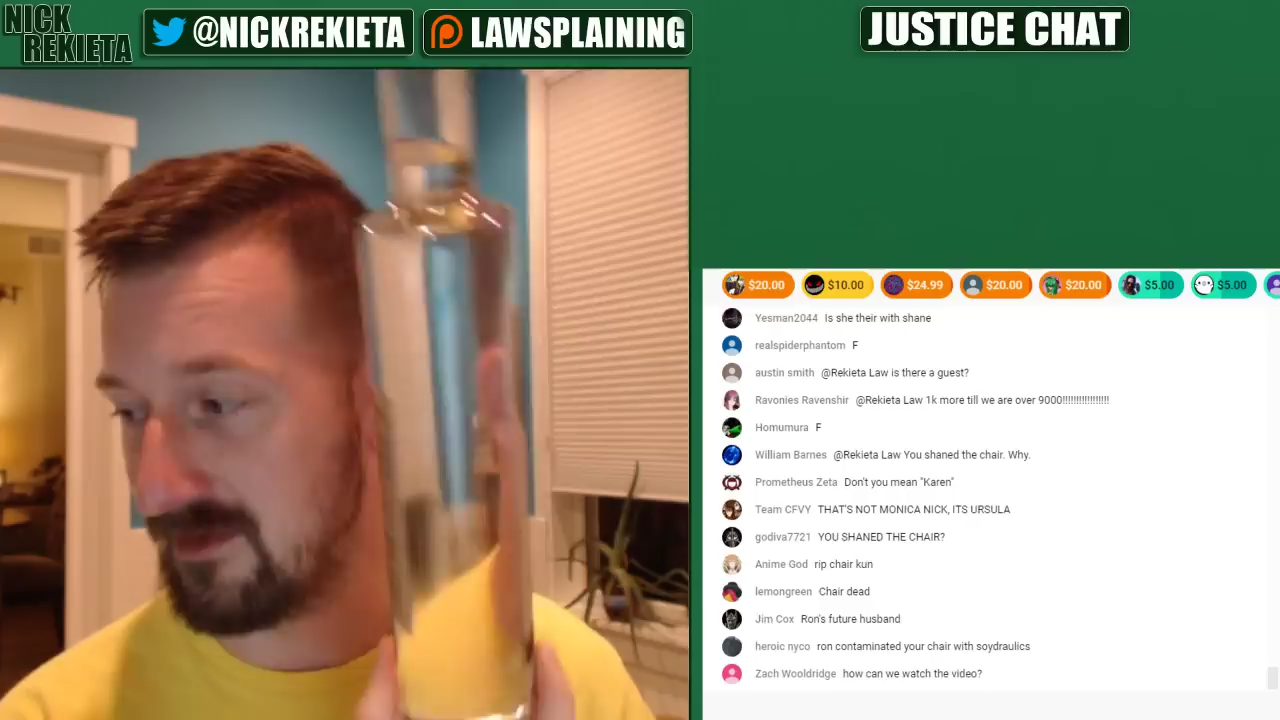 NICK
REKIETA
@NICKREKIETA
LAWSPLAINING
JUSTICE CHAT
$20.00 $10.00 $24.99 $20.00 $20.00 $5.00 $5.00
Yesman2044 Is she their with shane
realspiderphantom F
austin smith @Rekieta Law is there a guest?
Ravonies Ravenshir @Rekieta Law 1k more till we are over 9000!!!!!!!!!!!!!!!!!
Homumura F
William Barnes @Rekieta Law You shaned the chair. Why.
Prometheus Zeta Don't you mean "Karen"
Team CFVY THAT'S NOT MONICA NICK, ITS URSULA
godiva7721 YOU SHANED THE CHAIR?
Anime God rip chair kun
lemongreen Chair dead
Jim Cox Ron's future husband
heroic nyco ron contaminated your chair with soydraulics
Zach Wooldridge how can we watch the video?